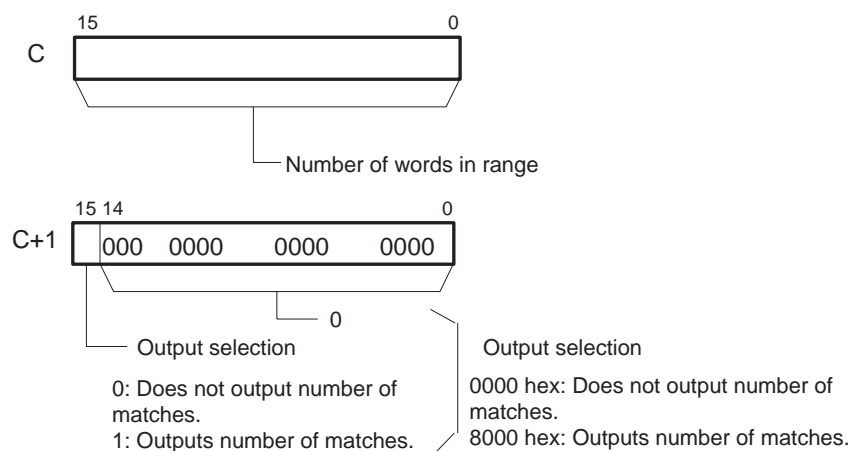 15 0
C
Number of words in range
15 14 0
C+1 000 0000 0000 0000
0
Output selection
0: Does not output number of
matches.
1: Outputs number of matches.
Output selection
0000 hex: Does not output number of
matches.
8000 hex: Outputs number of matches.